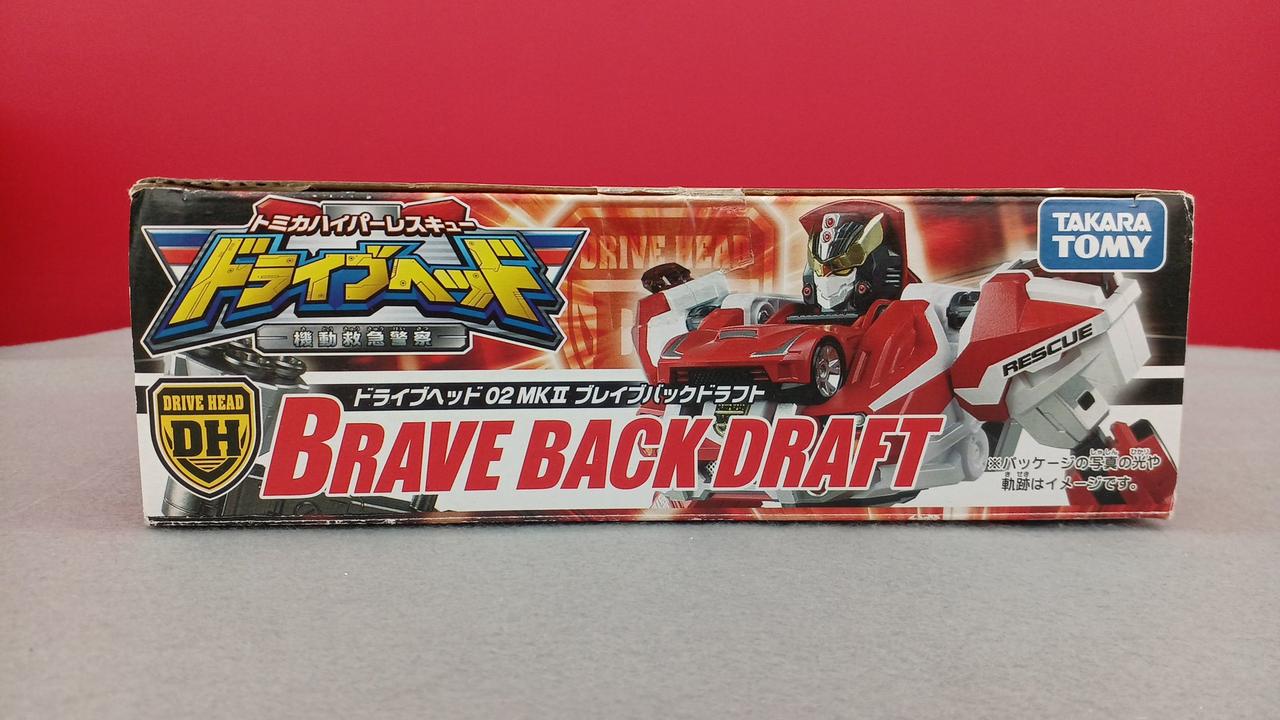 トミカハイパーレスキュー
ドライブヘッド
機動救急警察
DRIVE HEAD
TAKARA
TOMY
RESCUE
DRIVE HEAD
DH
ドライブヘッド 02 MKⅡ ブレイブバックドラフト
BRAVE BACK DRAFT
※パッケージの写真の光や
軌跡はイメージです。